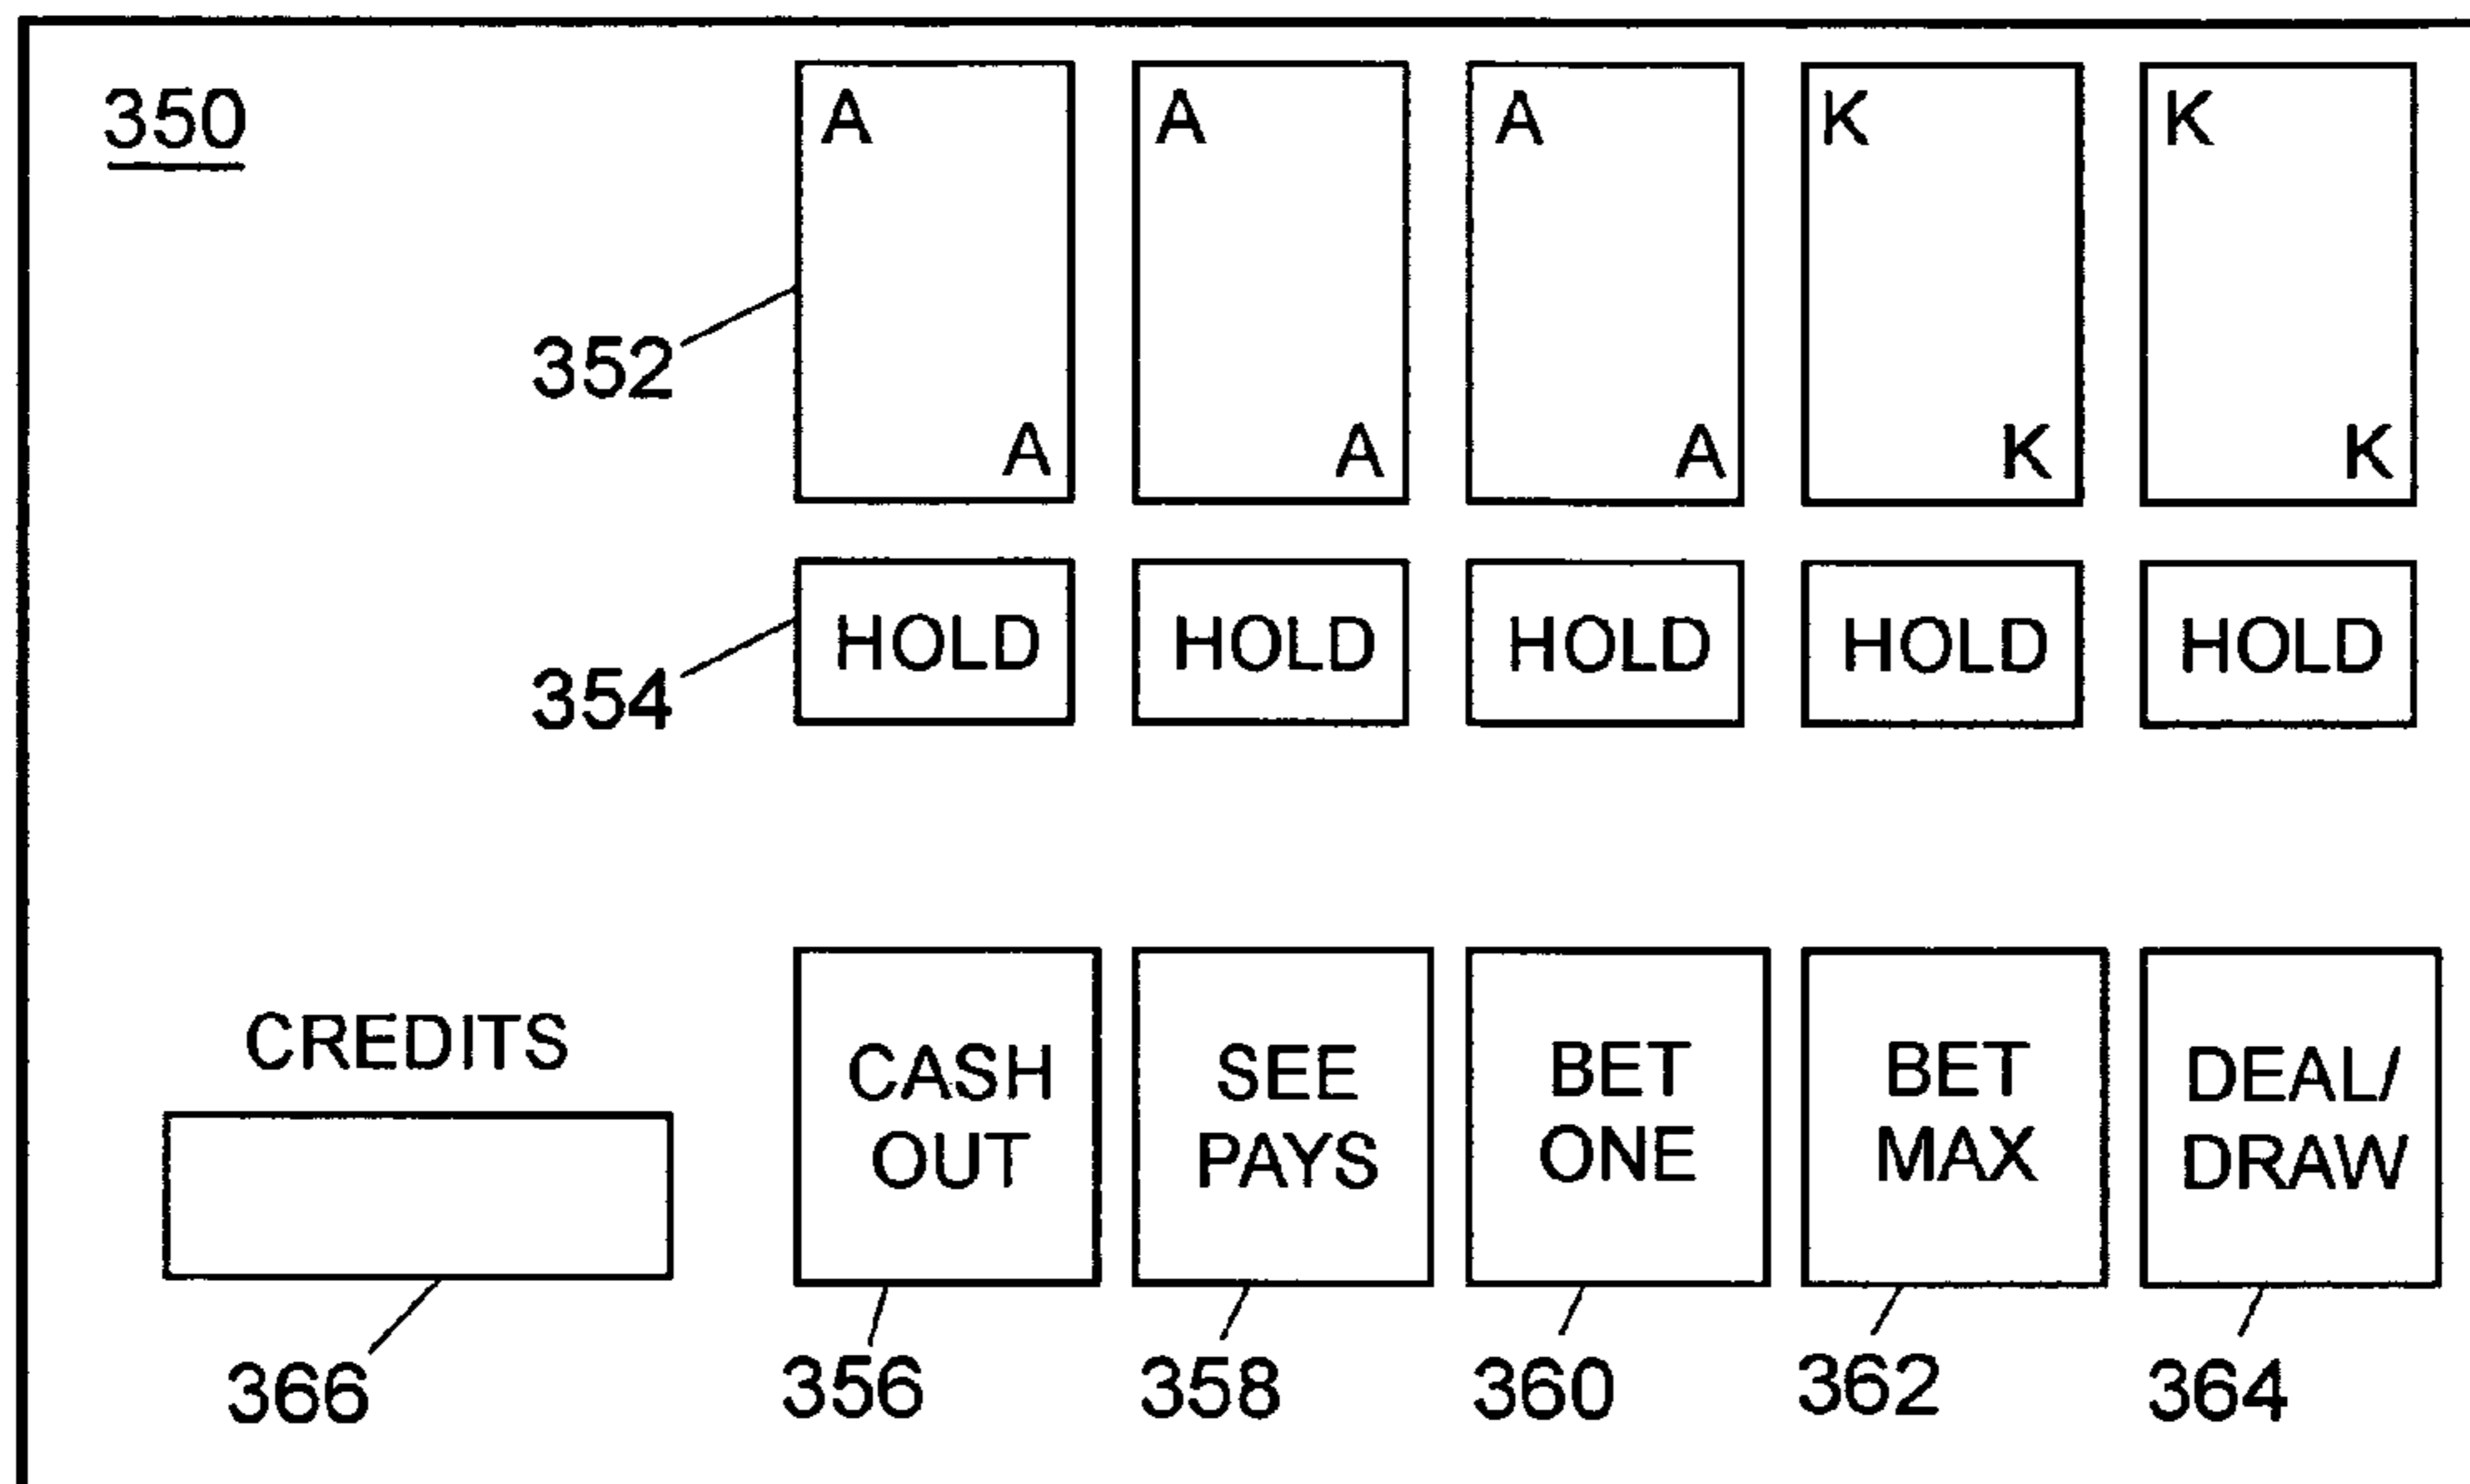 350
A A A K K
352
A A A K K
HOLD HOLD HOLD HOLD HOLD
354
CREDITS
CASH OUT
SEE PAYS
BET ONE
BET MAX
DEAL/ DRAW
366 356 358 360 362 364